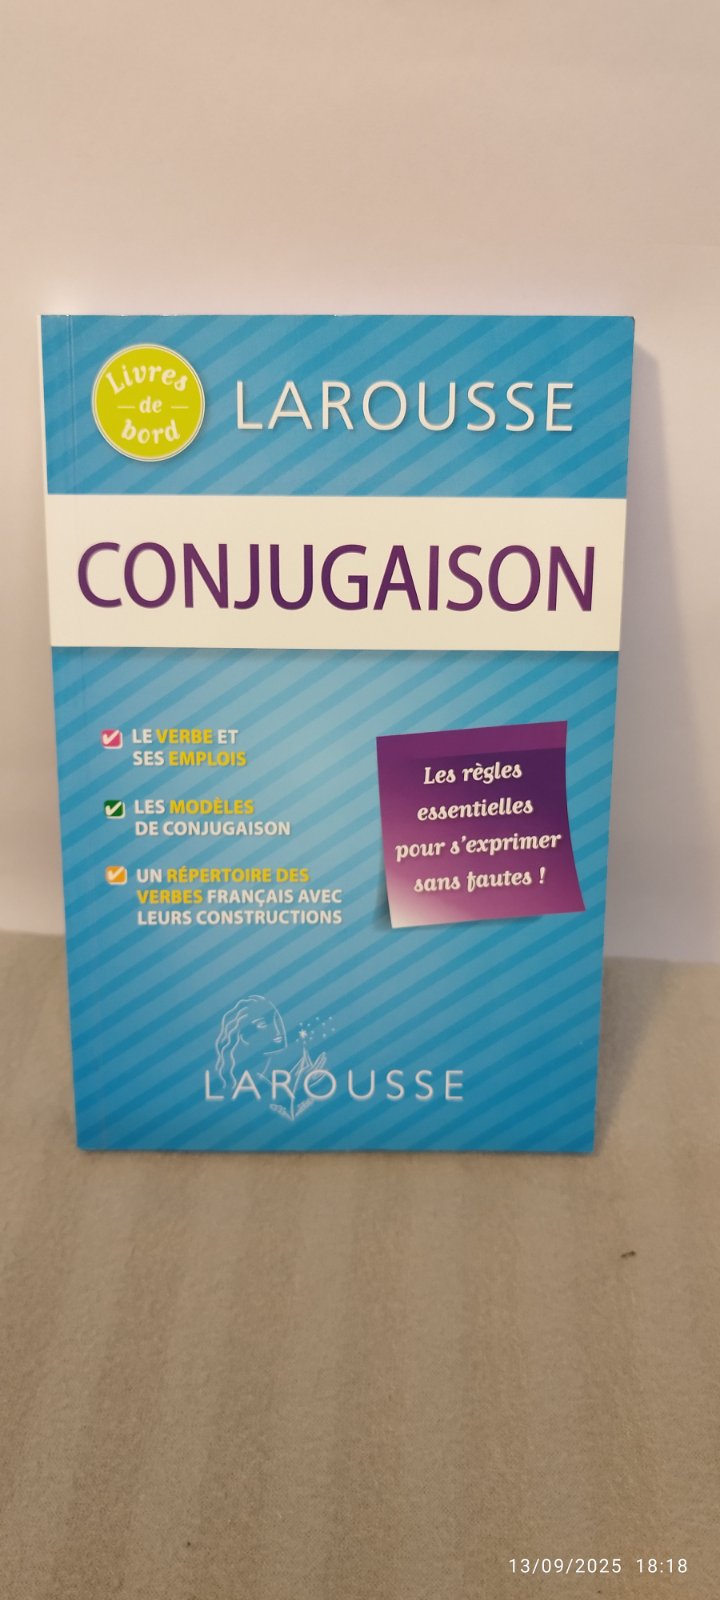 Livres
de
bord
LAROUSSE
CONJUGAISON
LE VERBE ET
SES EMPLOIS
LES MODÈLES
DE CONJUGAISON
UN RÉPERTOIRE DES
VERBES FRANÇAIS AVEC
LEURS CONSTRUCTIONS
Les règles
essentielles
pour s'exprimer
sans fautes !
LAROUSSE
13/09/2025 18:18